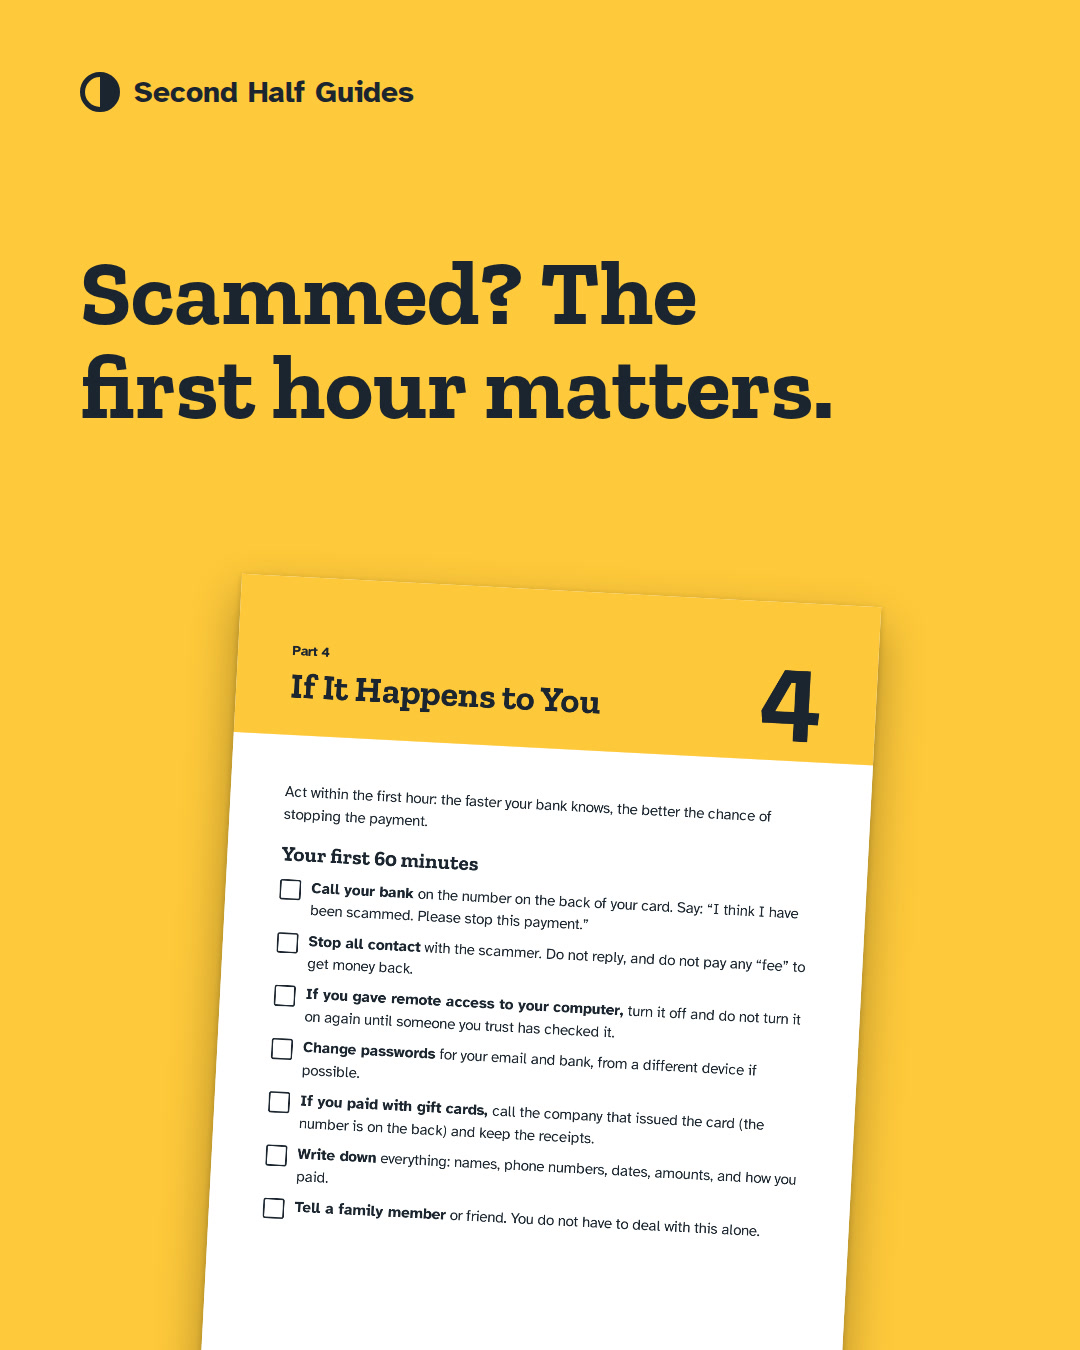 Second Half Guides
Scammed? The
first hour matters.
Part 4
If It Happens to You
4
Act within the first hour: the faster your bank knows, the better the chance of
stopping the payment.
Your first 60 minutes
Call your bank on the number on the back of your card. Say: “I think I have
been scammed. Please stop this payment.”
Stop all contact with the scammer. Do not reply, and do not pay any “fee” to
get money back.
If you gave remote access to your computer, turn it off and do not turn it
on again until someone you trust has checked it.
Change passwords for your email and bank, from a different device if
possible.
If you paid with gift cards, call the company that issued the card (the
number is on the back) and keep the receipts.
Write down everything: names, phone numbers, dates, amounts, and how you
paid.
Tell a family member or friend. You do not have to deal with this alone.